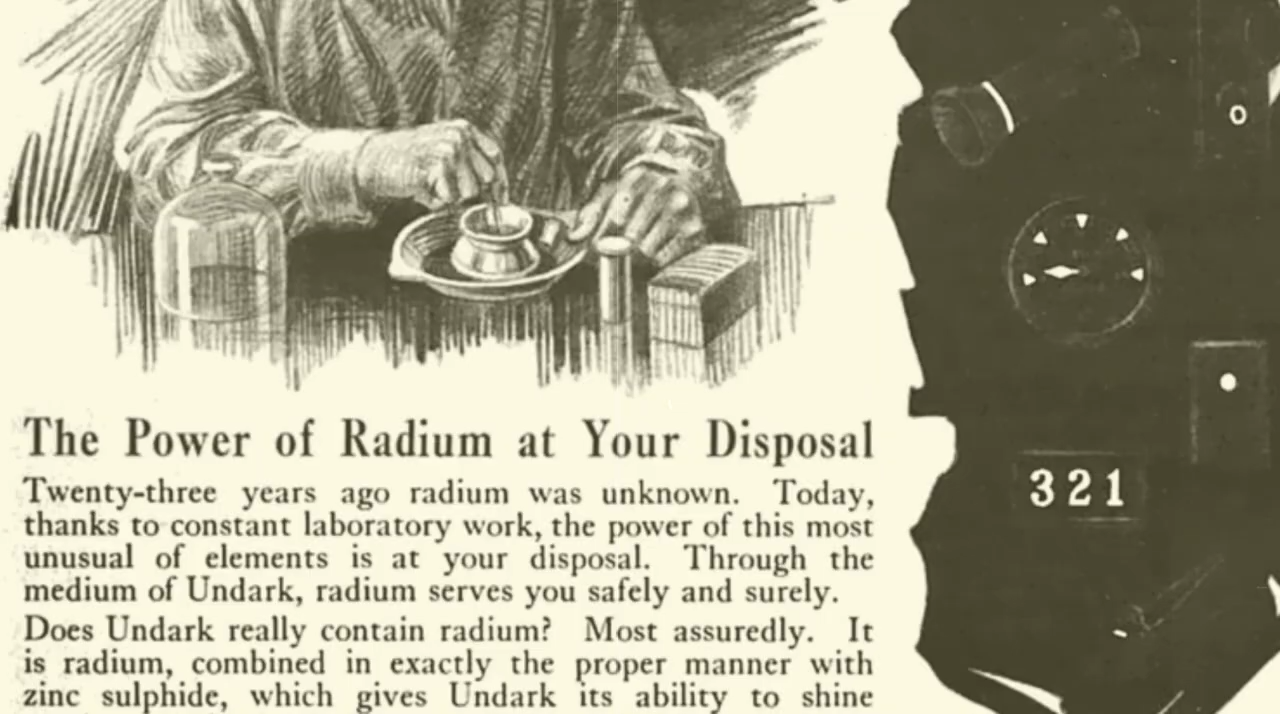 The Power of Radium at Your Disposal
Twenty-three years ago radium was unknown. Today,
thanks to constant laboratory work, the power of this most
unusual of elements is at your disposal. Through the
medium of Undark, radium serves you safely and surely.
Does Undark really contain radium? Most assuredly. It
is radium, combined in exactly the proper manner with
zinc sulphide, which gives Undark its ability to shine
321